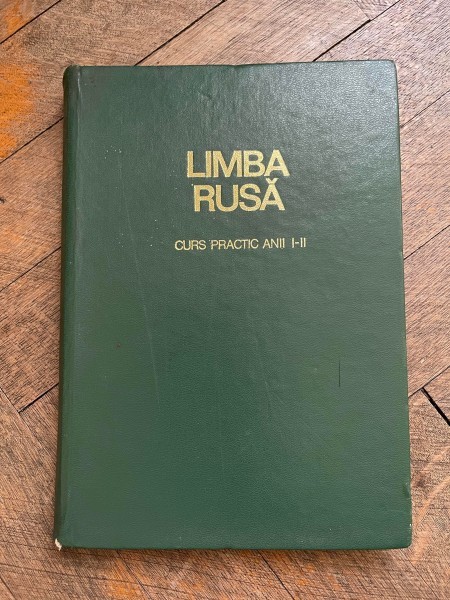 LIMBA
RUSĂ
CURS PRACTIC ANII I-II